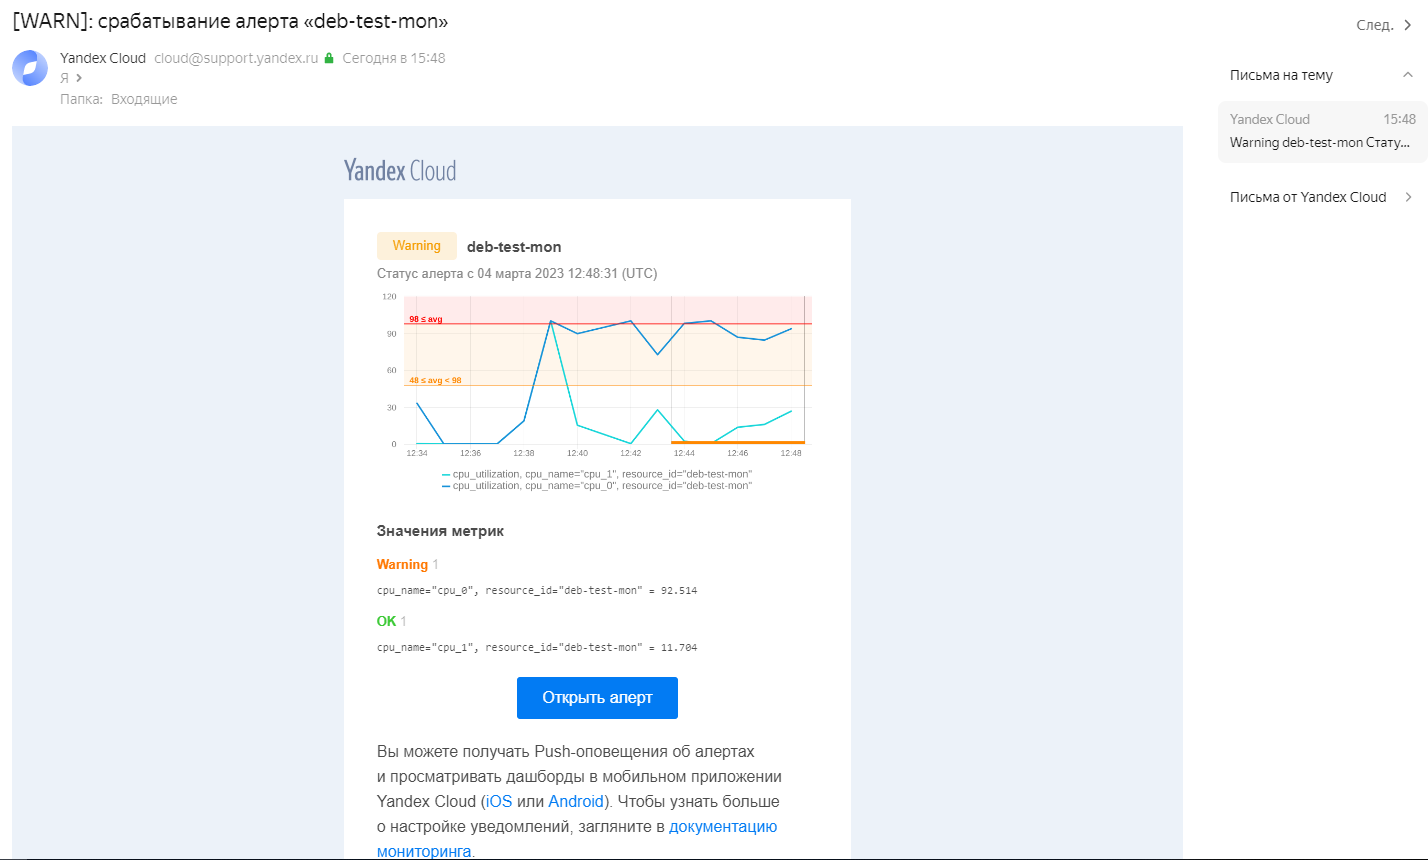 [WARN]: срабатывание алерта «deb-test-mon»
След.
Yandex Cloud cloud@support.yandex.ru Сегодня в 15:48
Я
Папка: Входящие
Письма на тему
Yandex Cloud 15:48
Warning deb-test-mon Стату...
Письма от Yandex Cloud
Yandex Cloud
Warning deb-test-mon
Статус алерта с 04 марта 2023 12:48:31 (UTC)
120
98 ≤ avg
90
60
48 ≤ avg < 98
30
0
12:34 12:36 12:38 12:40 12:42 12:44 12:46 12:48
cpu_utilization, cpu_name="cpu_1", resource_id="deb-test-mon"
cpu_utilization, cpu_name="cpu_0", resource_id="deb-test-mon"
Значения метрик
Warning 1
cpu_name="cpu_0", resource_id="deb-test-mon" = 92.514
OK 1
cpu_name="cpu_1", resource_id="deb-test-mon" = 11.704
Открыть алерт
Вы можете получать Push-оповещения об алертах
и просматривать дашборды в мобильном приложении
Yandex Cloud (iOS или Android). Чтобы узнать больше
о настройке уведомлений, загляните в документацию
мониторинга.